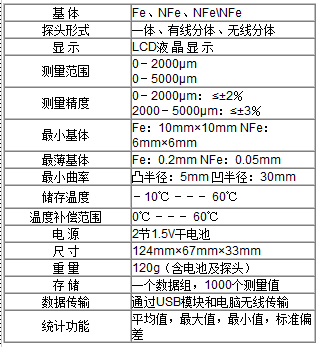 基体 Fe、NFe、NFe\NFe
探头形式 一体、有线分体、无线分体
显示 LCD液晶显示
测量范围 0－2000μm
0－5000μm
测量精度 0－2000μm：≤±2%
2000－5000μm：≤±3%
最小基体 Fe：10mm×10mm NFe：
6mm×6mm
最薄基体 Fe：0.2mm NFe：0.05mm
最小曲率 凸半径：5mm 凹半径：30mm
储存温度 －10℃ －－－ 60℃
温度补偿范围 0℃ －－－ 60℃
电源 2节1.5V干电池
尺寸 124mm×67mm×33mm
重量 120g（含电池及探头）
存储 一个数据组，1000个测量值
数据传输 通过USB模块和电脑无线传输
统计功能 平均值，最大值，最小值，标准偏
差